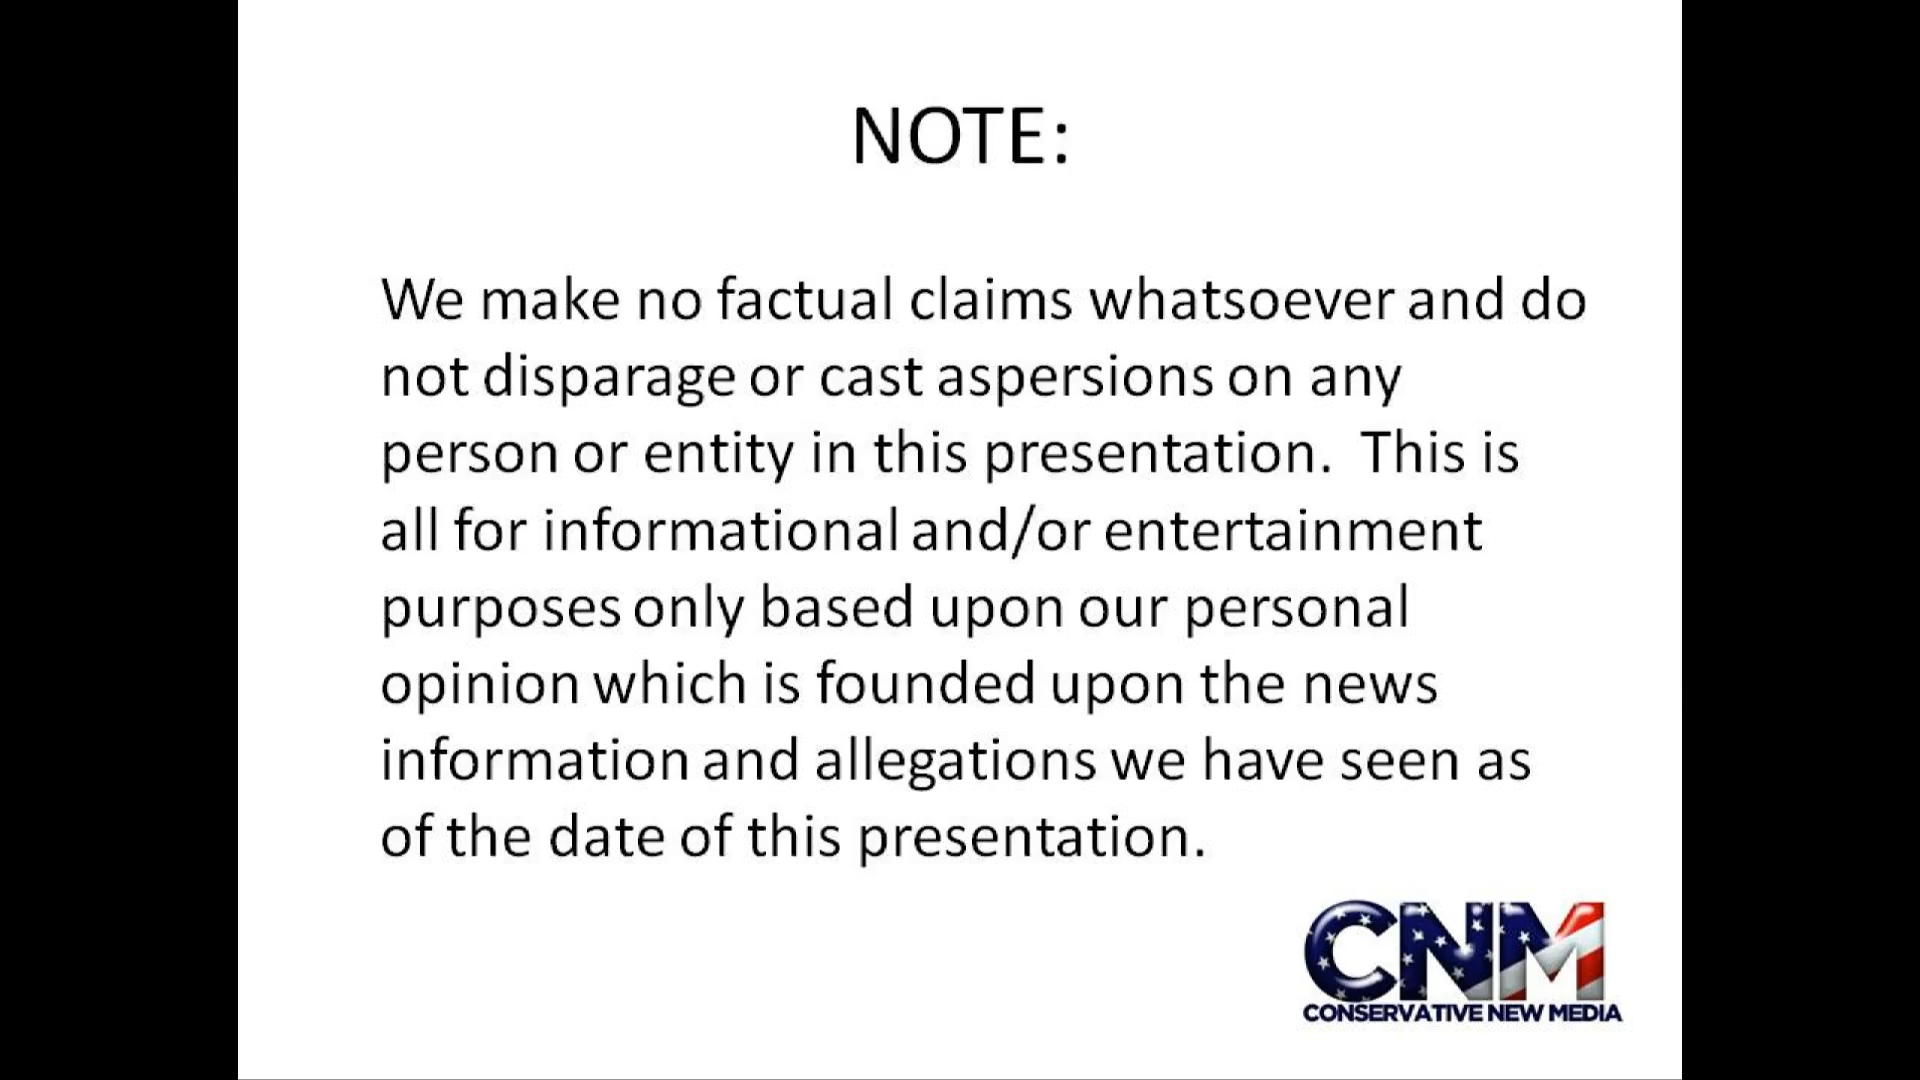 NOTE:
We make no factual claims whatsoever and do
not disparage or cast aspersions on any
person or entity in this presentation.  This is
all for informational and/or entertainment
purposes only based upon our personal
opinion which is founded upon the news
information and allegations we have seen as
of the date of this presentation.
CNM
CONSERVATIVE NEW MEDIA